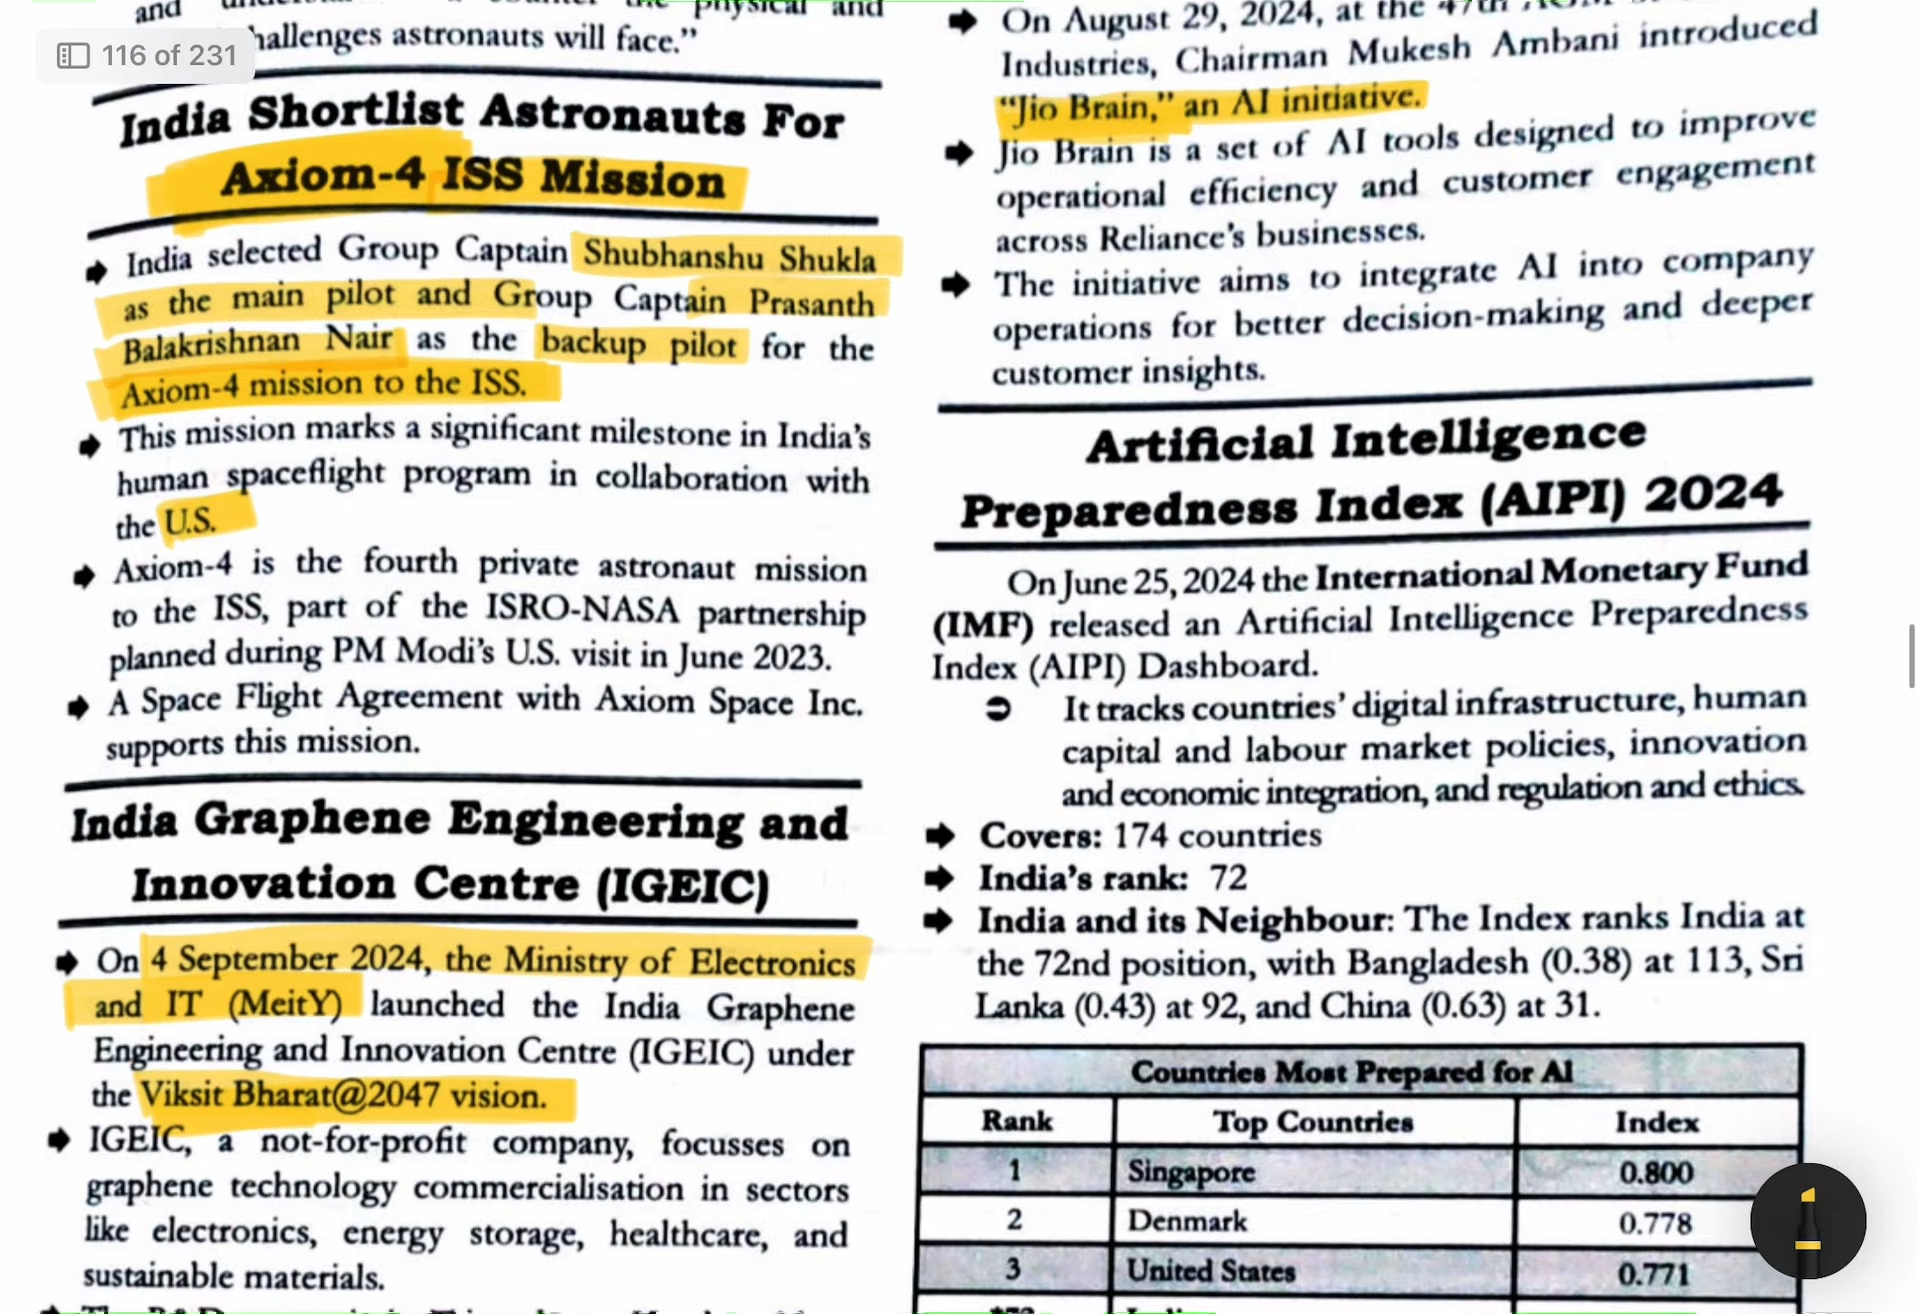 and
physical and
116 of 231
challenges astronauts will face.”
India Shortlist Astronauts For
Axiom-4 ISS Mission
India selected Group Captain Shubhanshu Shukla
as the main pilot and Group Captain Prasanth
Balakrishnan Nair as the backup pilot for the
Axiom-4 mission to the ISS.
This mission marks a significant milestone in India’s
human spaceflight program in collaboration with
the U.S.
Axiom-4 is the fourth private astronaut mission
to the ISS, part of the ISRO-NASA partnership
planned during PM Modi’s U.S. visit in June 2023.
A Space Flight Agreement with Axiom Space Inc.
supports this mission.
India Graphene Engineering and
Innovation Centre (IGEIC)
On 4 September 2024, the Ministry of Electronics
and IT (MeitY) launched the India Graphene
Engineering and Innovation Centre (IGEIC) under
the Viksit Bharat@2047 vision.
IGEIC, a not-for-profit company, focusses on
graphene technology commercialisation in sectors
like electronics, energy storage, healthcare, and
sustainable materials.
On August 29, 2024, at the 47th
Industries, Chairman Mukesh Ambani introduced
“Jio Brain,” an AI initiative.
Jio Brain is a set of AI tools designed to improve
operational efficiency and customer engagement
across Reliance’s businesses.
The initiative aims to integrate AI into company
operations for better decision-making and deeper
customer insights.
Artificial Intelligence
Preparedness Index (AIPI) 2024
On June 25, 2024 the International Monetary Fund
(IMF) released an Artificial Intelligence Preparedness
Index (AIPI) Dashboard.
It tracks countries’ digital infrastructure, human
capital and labour market policies, innovation
and economic integration, and regulation and ethics.
Covers: 174 countries
India’s rank: 72
India and its Neighbour: The Index ranks India at
the 72nd position, with Bangladesh (0.38) at 113, Sri
Lanka (0.43) at 92, and China (0.63) at 31.
Countries Most Prepared for AI
Rank Top Countries Index
1 Singapore 0.800
2 Denmark 0.778
3 United States 0.771